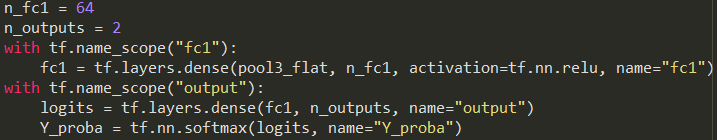 n_fc1 = 64
n_outputs = 2
with tf.name_scope("fc1"):
    fc1 = tf.layers.dense(pool3_flat, n_fc1, activation=tf.nn.relu, name="fc1")
with tf.name_scope("output"):
    logits = tf.layers.dense(fc1, n_outputs, name="output")
    Y_proba = tf.nn.softmax(logits, name="Y_proba")